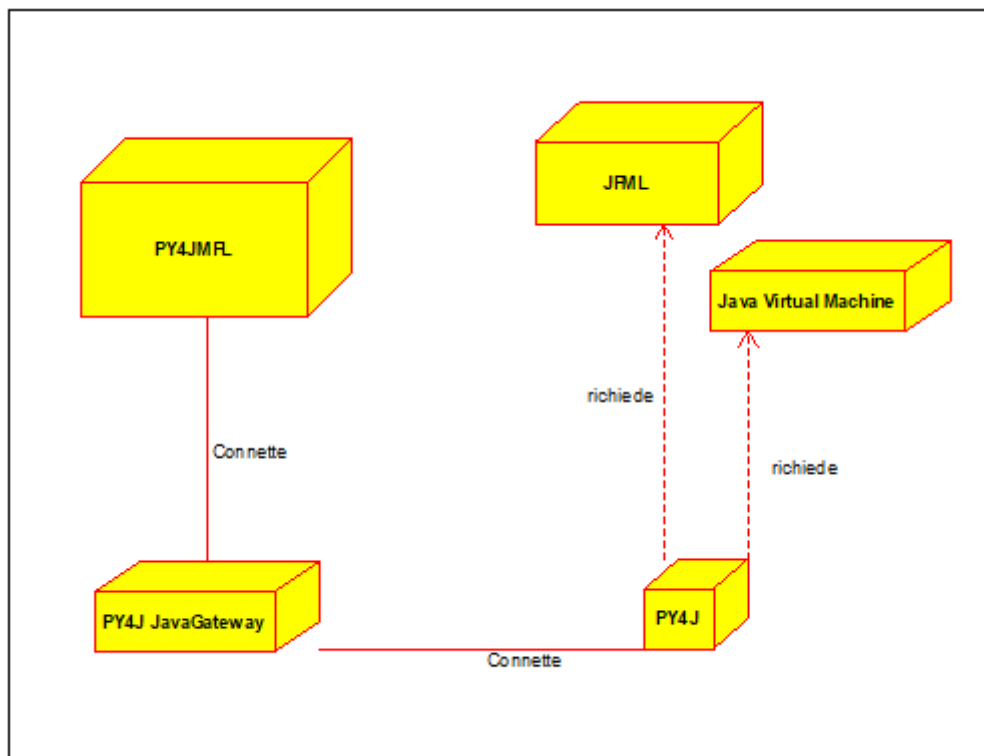 JFML
PY4JMFL
Java Virtual Machine
richiede
Connette
richiede
PY4J JavaGateway
PY4J
Connette